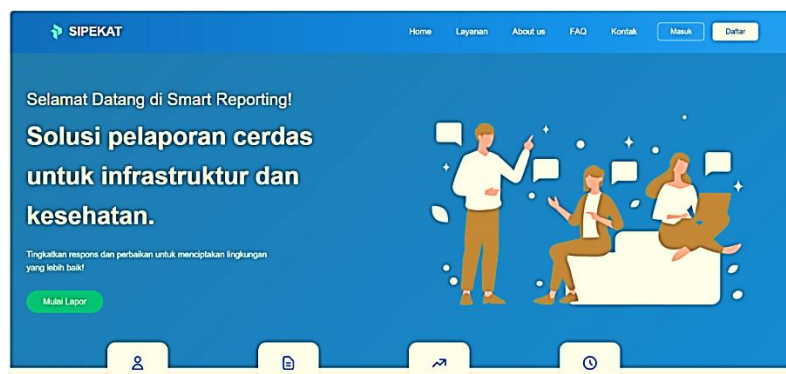 SIPEKAT
Home Layanan About us FAQ Kontak Masuk Daftar
Selamat Datang di Smart Reporting!
Solusi pelaporan cerdas
untuk infrastruktur dan
kesehatan.
Tingkatkan respons dan perbaikan untuk menciptakan lingkungan
yang lebih baik!
Mulai Lapor